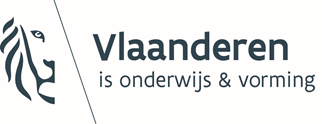 Vlaanderen
is onderwijs & vorming